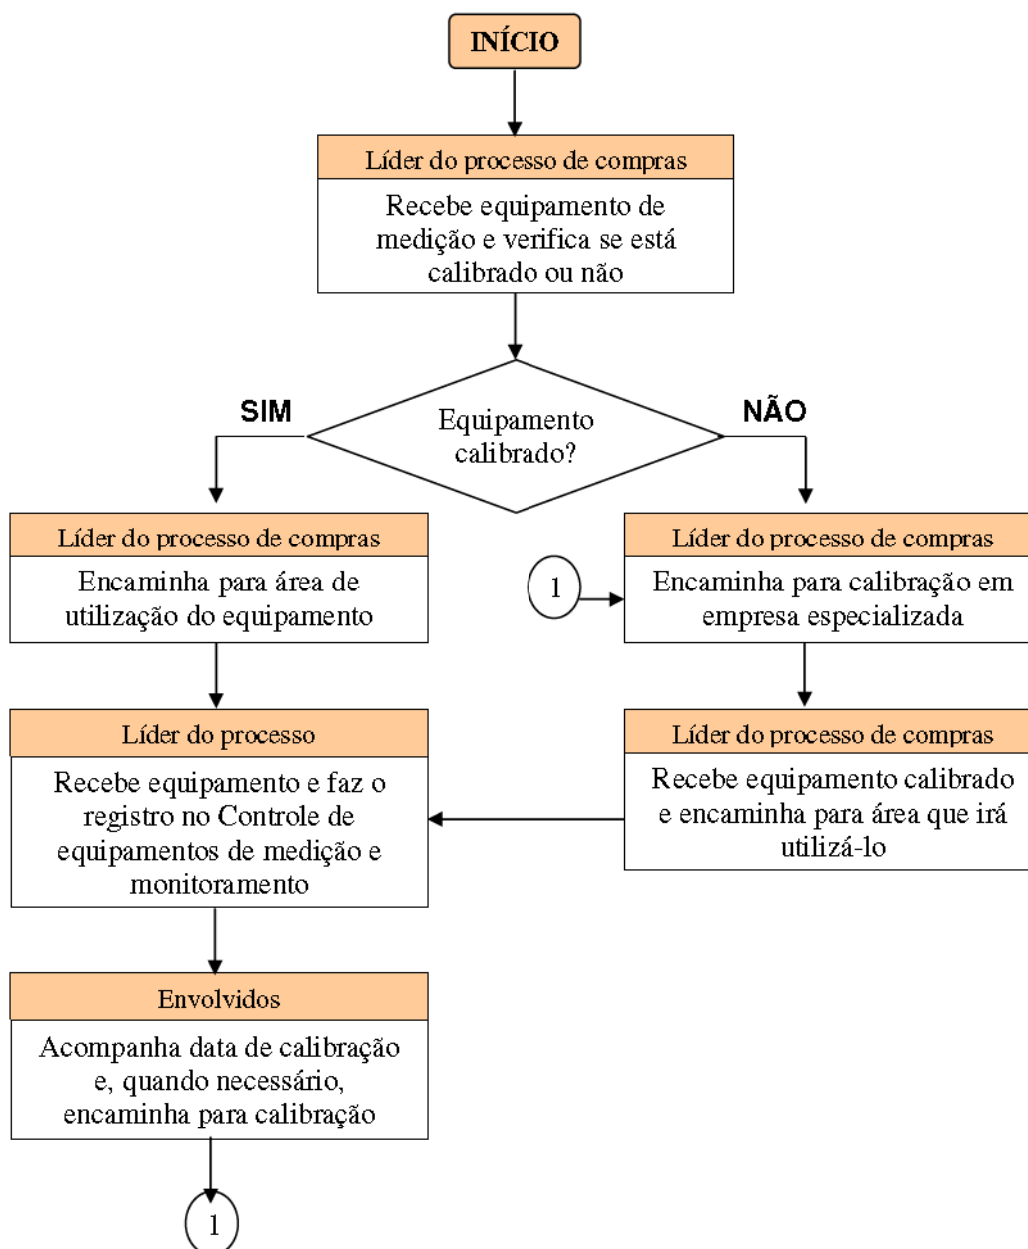 INÍCIO
Líder do processo de compras
Recebe equipamento de
medição e verifica se está
calibrado ou não
SIM
NÃO
Equipamento
calibrado?
Líder do processo de compras
Encaminha para área de
utilização do equipamento
1
Líder do processo de compras
Encaminha para calibração em
empresa especializada
Líder do processo
Recebe equipamento e faz o
registro no Controle de
equipamentos de medição e
monitoramento
Líder do processo de compras
Recebe equipamento calibrado
e encaminha para área que irá
utilizá-lo
Envolvidos
Acompanha data de calibração
e, quando necessário,
encaminha para calibração
1